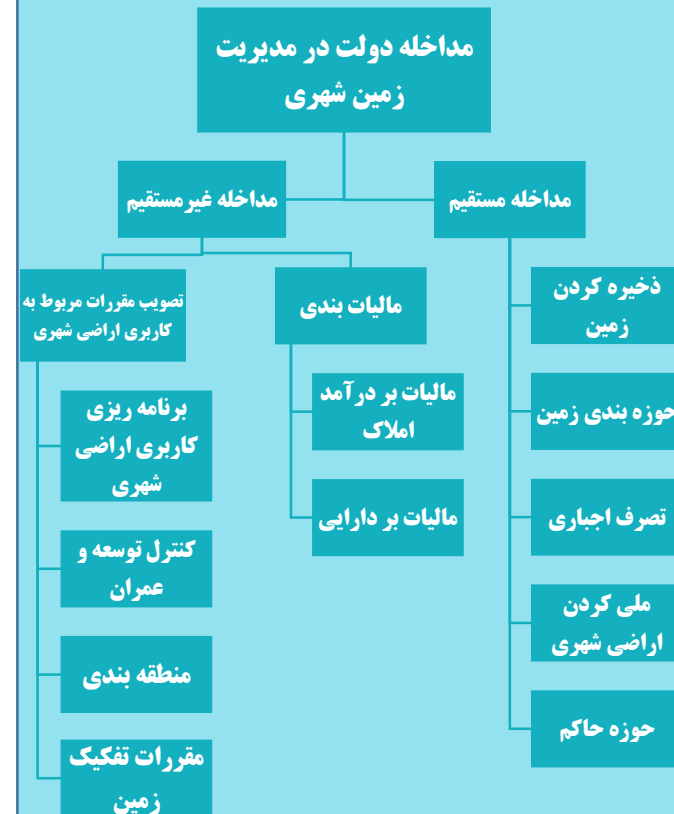 مداخله دولت در مدیریت
زمین شهری
مداخله مستقیم
مداخله غیرمستقیم
ذخیره کردن
زمین
حوزه بندی زمین
تصرف اجباری
ملی کردن
اراضی شهری
حوزه حاکم
مالیات بندی
مالیات بر درآمد
املاک
مالیات بر دارایی
تصویب مقررات مربوط به
کاربری اراضی شهری
برنامه ریزی
کاربری اراضی
شهری
کنترل توسعه و
عمران
منطقه بندی
مقررات تفکیک
زمین